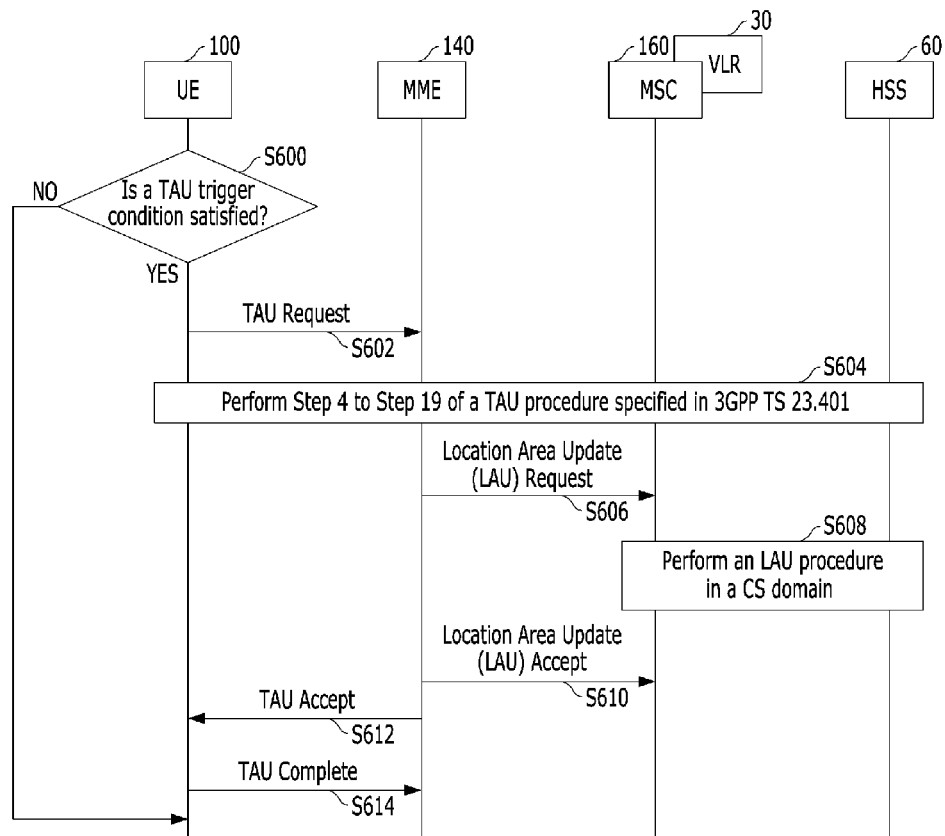 100
140
160
30
60
UE
MME
MSC
VLR
HSS
S600
NO
Is a TAU trigger
condition satisfied?
YES
TAU Request
S602
S604
Perform Step 4 to Step 19 of a TAU procedure specified in 3GPP TS 23.401
Location Area Update
(LAU) Request
S606
S608
Perform an LAU procedure
in a CS domain
Location Area Update
(LAU) Accept
S610
TAU Accept
S612
TAU Complete
S614